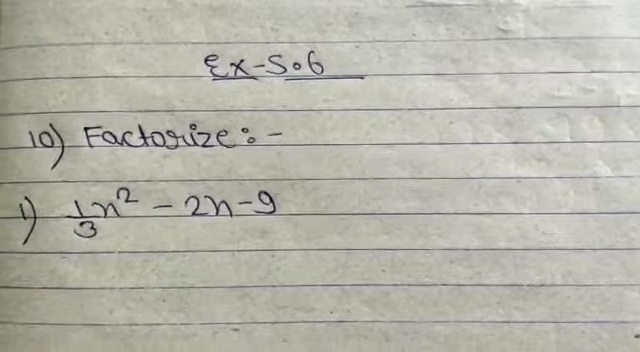 Ex-5.6
10) Factorize:-
1) 1/3 x² - 2x - 9